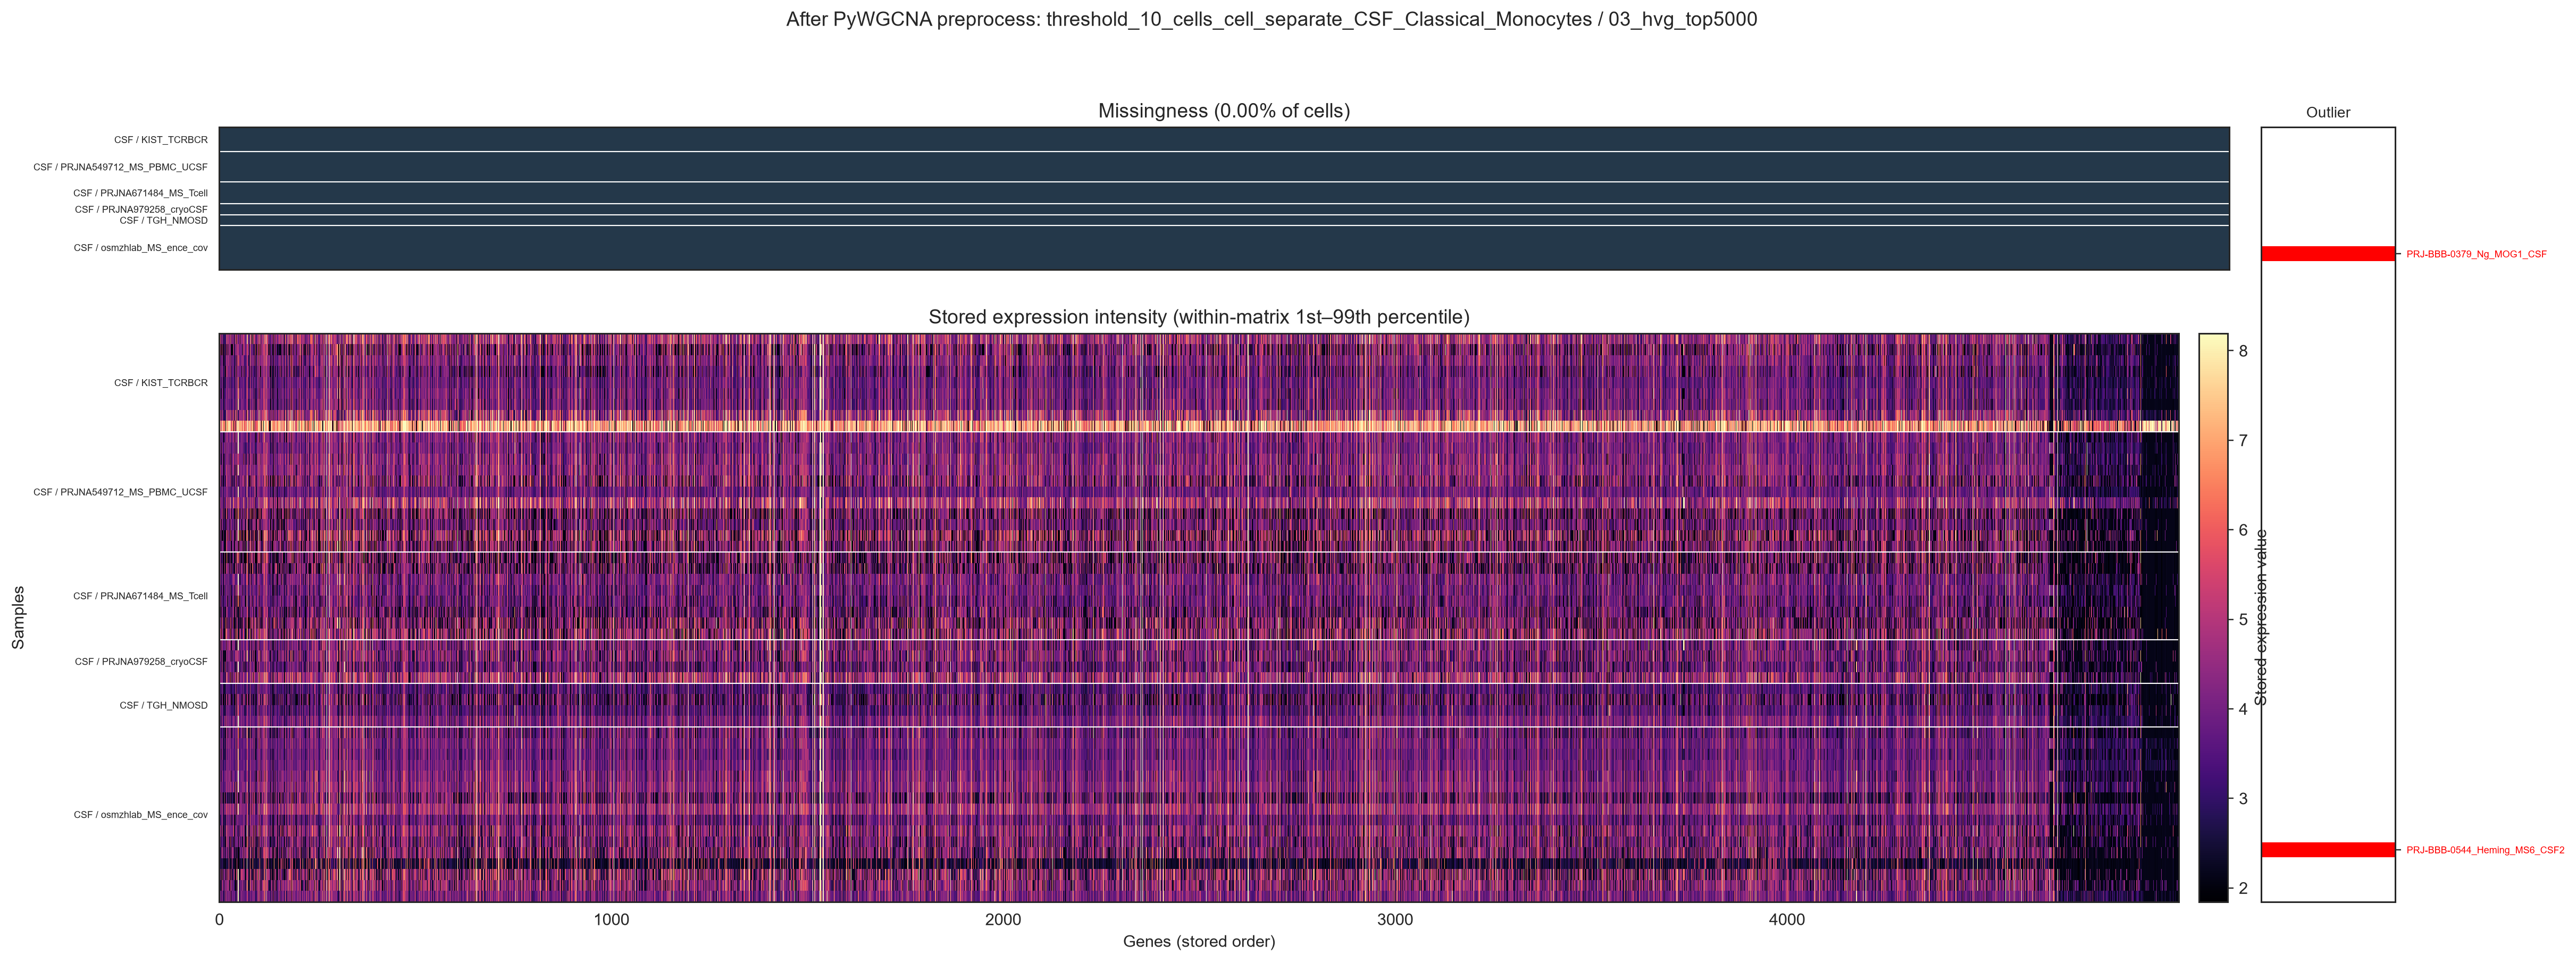 After PyWGCNA preprocess: threshold_10_cells_cell_separate_CSF_Classical_Monocytes / 03_hvg_top5000
Missingness (0.00% of cells)
Outlier
CSF / KIST_TCRBCR
CSF / PRJNA549712_MS_PBMC_UCSF
CSF / PRJNA671484_MS_Tcell
CSF / PRJNA979258_cryoCSF
CSF / TGH_NMOSD
CSF / osmzhlab_MS_ence_cov
PRJ-BBB-0379_Ng_MOG1_CSF
Stored expression intensity (within-matrix 1st–99th percentile)
CSF / KIST_TCRBCR
CSF / PRJNA549712_MS_PBMC_UCSF
CSF / PRJNA671484_MS_Tcell
CSF / PRJNA979258_cryoCSF
CSF / TGH_NMOSD
CSF / osmzhlab_MS_ence_cov
Samples
8
7
6
5
4
3
2
Stored expression value
PRJ-BBB-0544_Heming_MS6_CSF2
0 1000 2000 3000 4000
Genes (stored order)